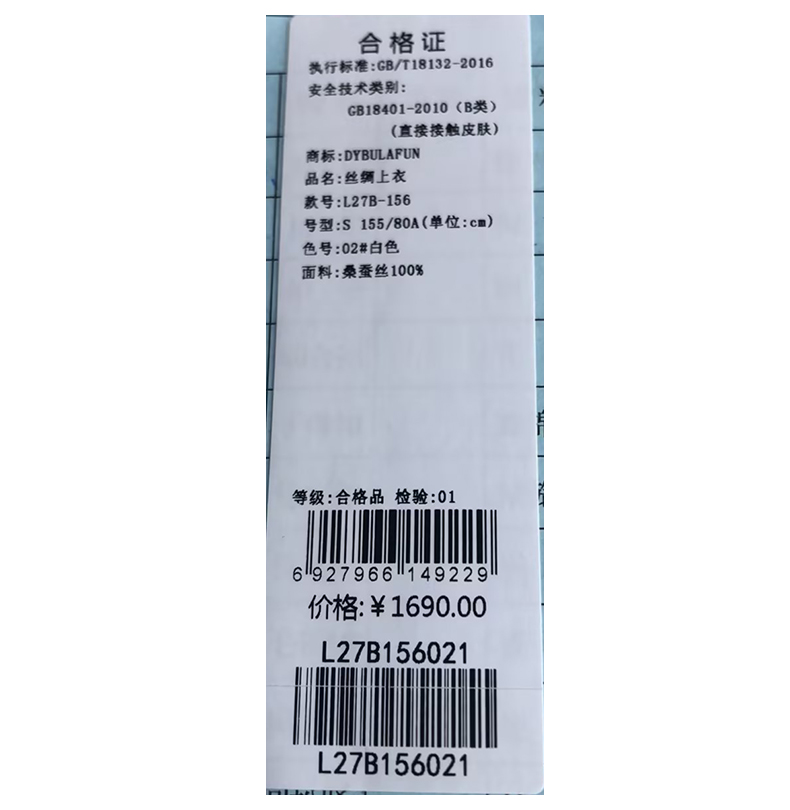 合格证
执行标准:GB/T18132-2016
安全技术类别:
GB18401-2010（B类）
(直接接触皮肤)
商标:DYBULAFUN
品名:丝绸上衣
款号:L27B-156
号型:S 155/80A(单位:cm)
色号:02#白色
面料:桑蚕丝100%
等级:合格品 检验:01
6 927966 149229
价格:¥1690.00
L27B156021
L27B156021